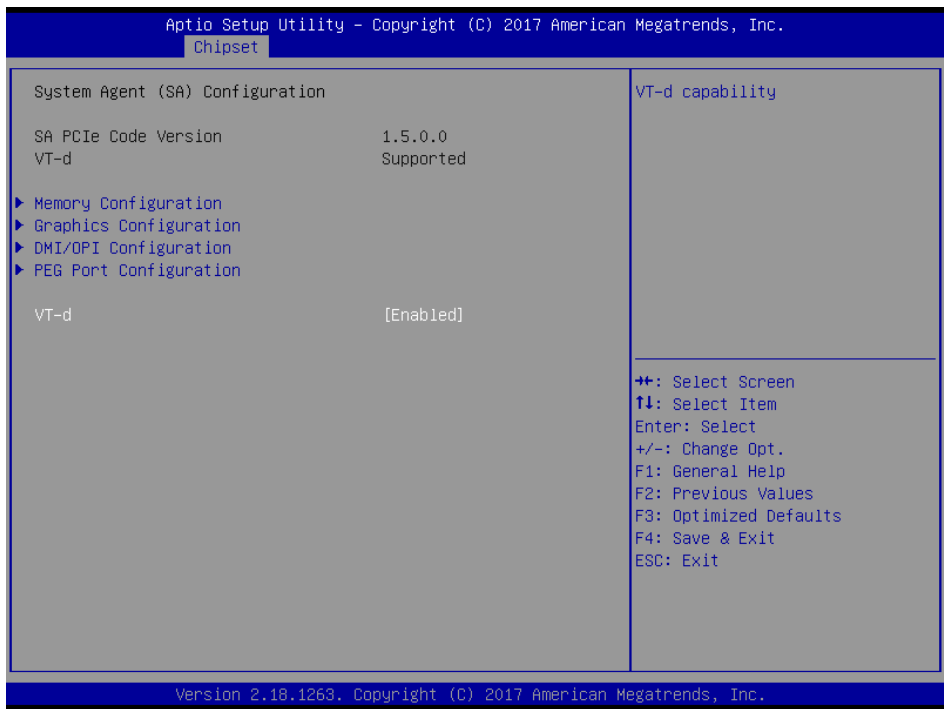 Aptio Setup Utility – Copyright (C) 2017 American Megatrends, Inc.
Chipset
System Agent (SA) Configuration
SA PCIe Code Version 1.5.0.0
VT-d Supported
Memory Configuration
Graphics Configuration
DMI/OPI Configuration
PEG Port Configuration
VT-d [Enabled]
VT-d capability
→←: Select Screen
↑↓: Select Item
Enter: Select
+/-: Change Opt.
F1: General Help
F2: Previous Values
F3: Optimized Defaults
F4: Save & Exit
ESC: Exit
Version 2.18.1263. Copyright (C) 2017 American Megatrends, Inc.